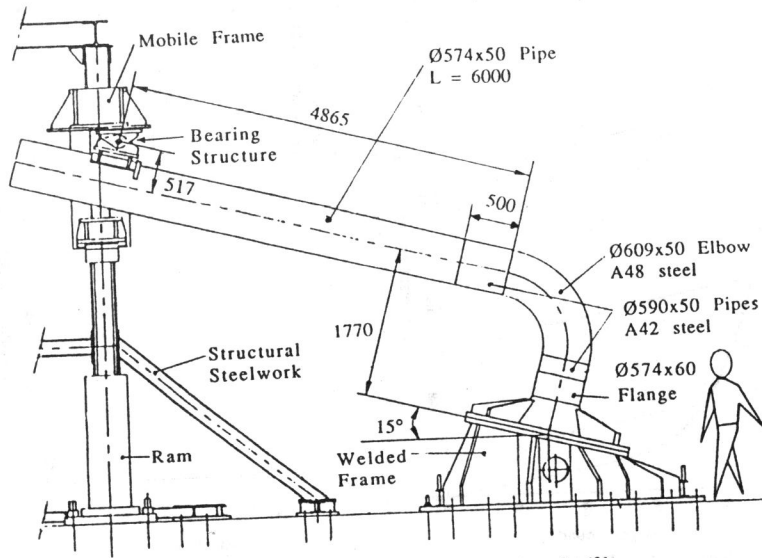 Mobile Frame
Ø574x50 Pipe
L = 6000
4865
Bearing
Structure
517
500
Ø609x50 Elbow
A48 steel
Ø590x50 Pipes
A42 steel
1770
Structural
Steelwork
Ø574x60
Flange
15°
Ram
Welded
Frame